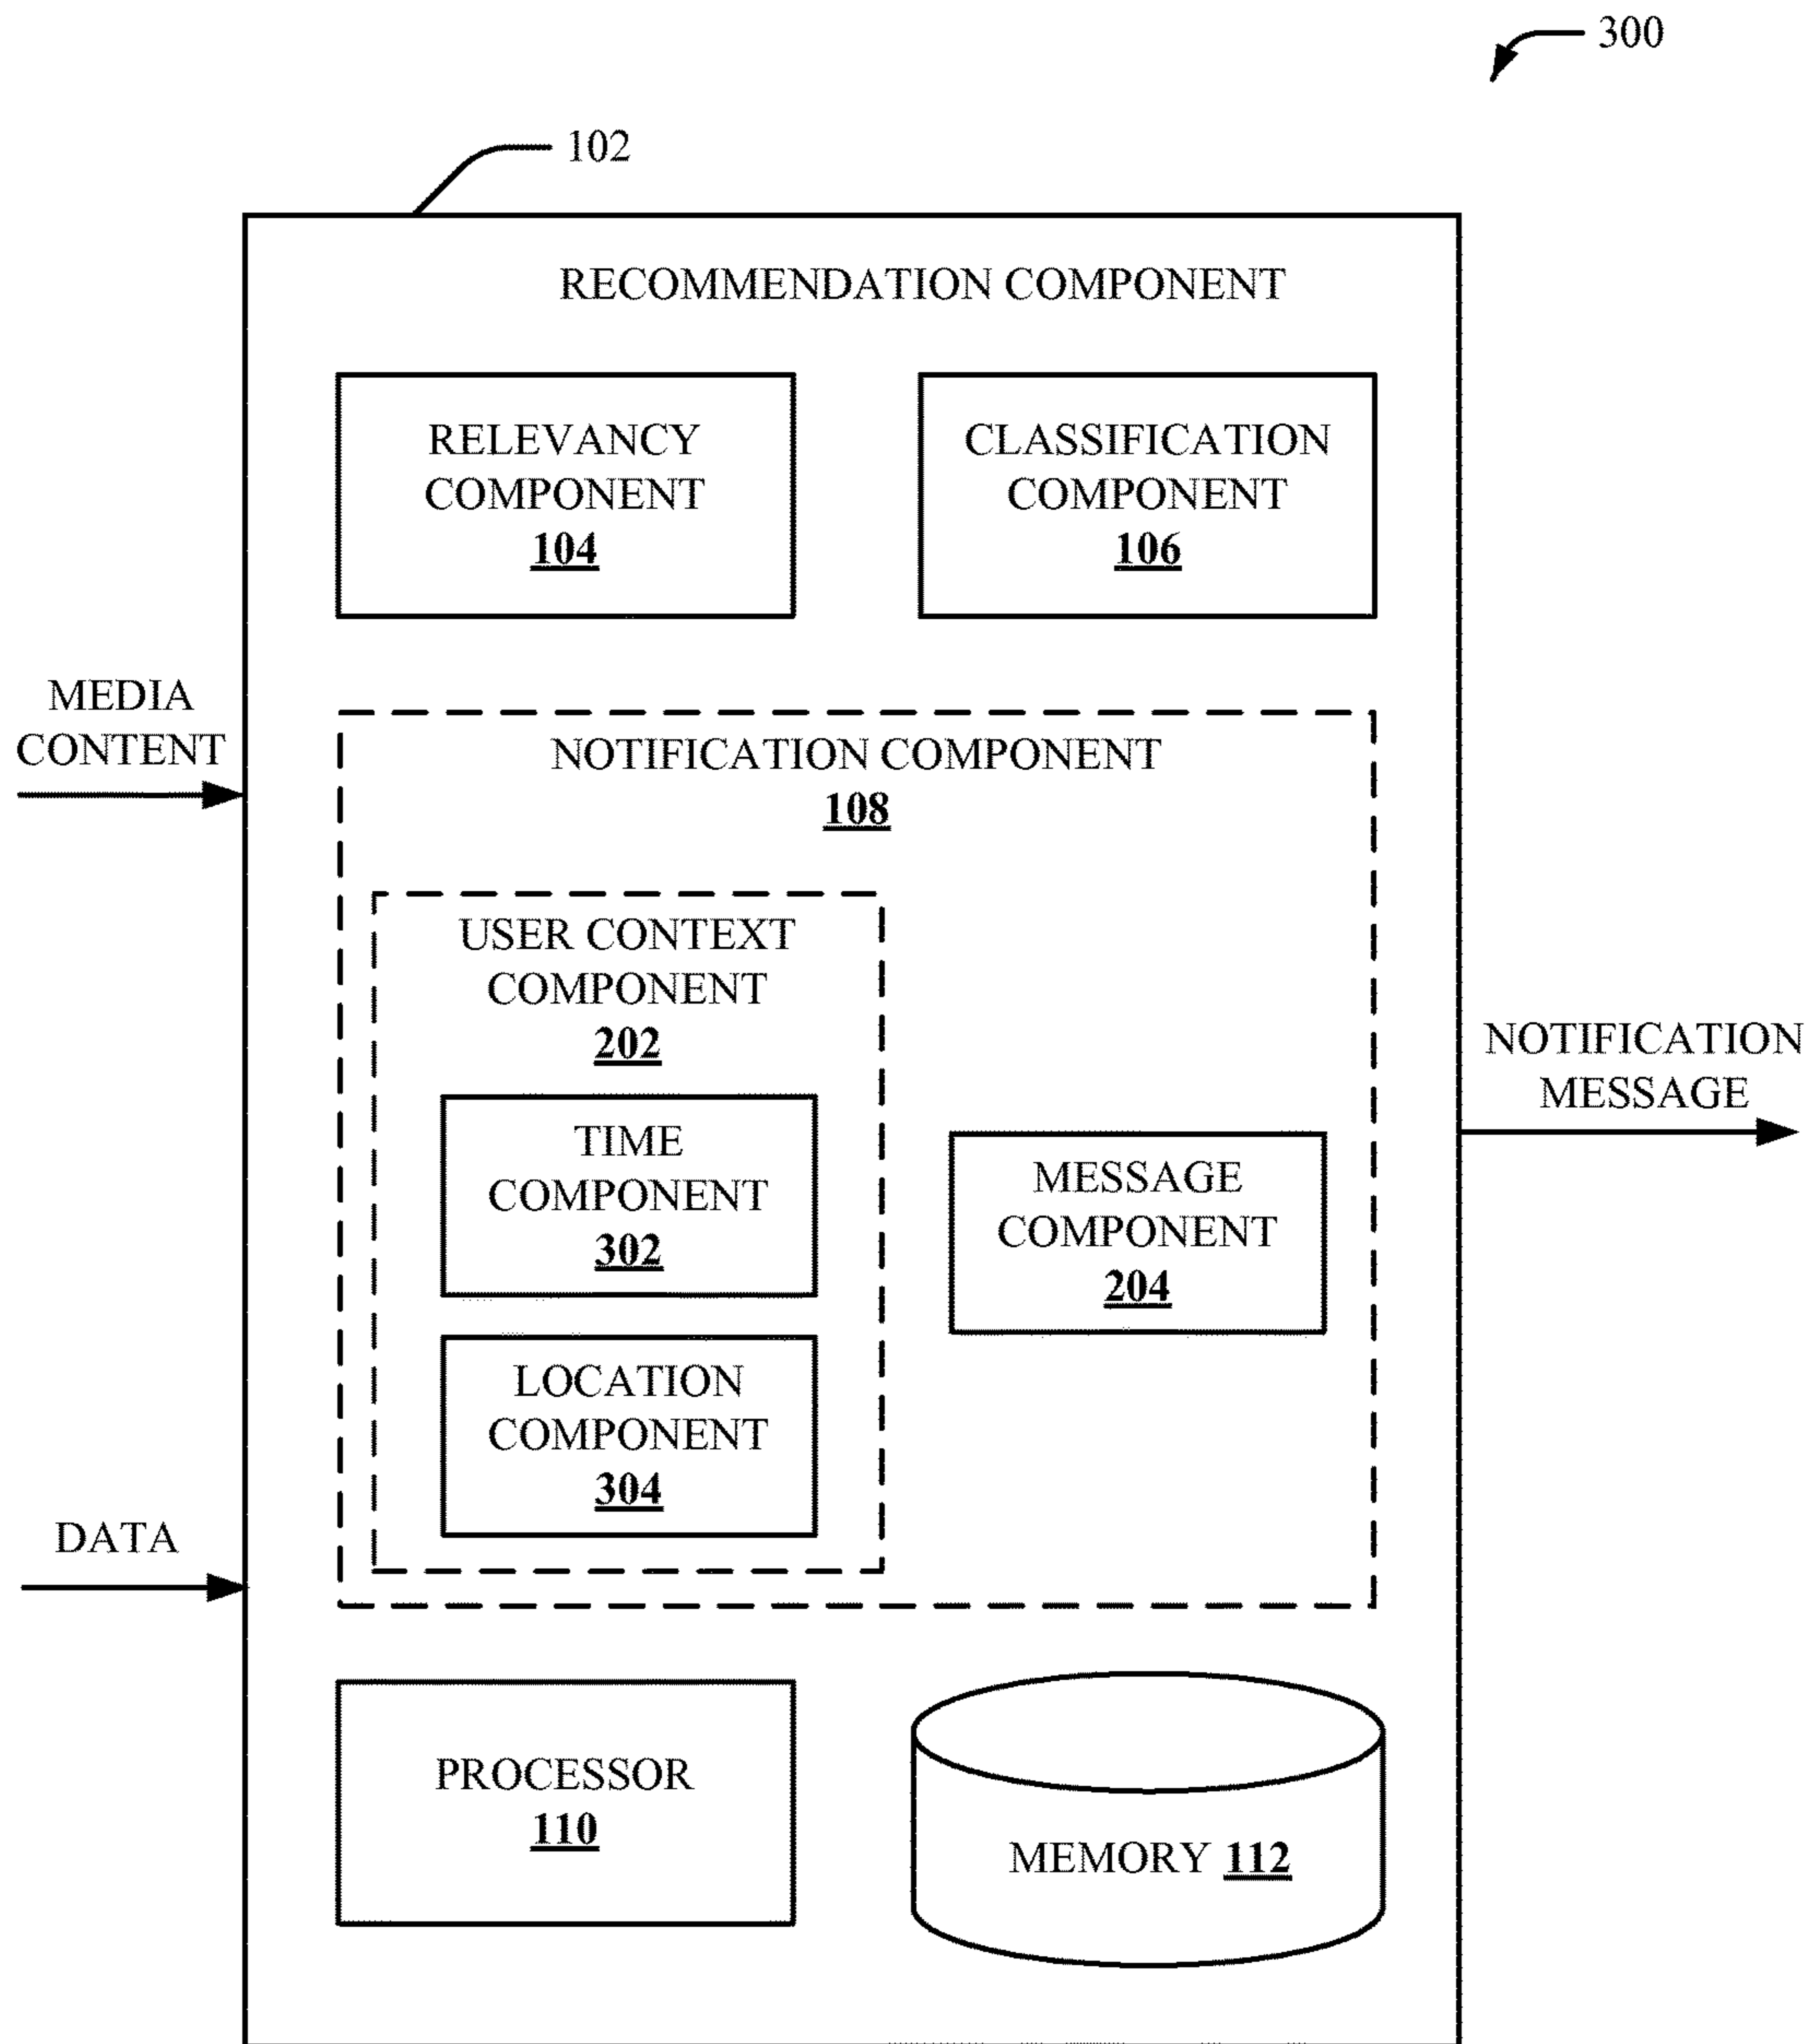 300
102
RECOMMENDATION COMPONENT
RELEVANCY
COMPONENT
104
CLASSIFICATION
COMPONENT
106
MEDIA
CONTENT
NOTIFICATION COMPONENT
108
USER CONTEXT
COMPONENT
202
TIME
COMPONENT
302
LOCATION
COMPONENT
304
MESSAGE
COMPONENT
204
NOTIFICATION
MESSAGE
DATA
PROCESSOR
110
MEMORY 112